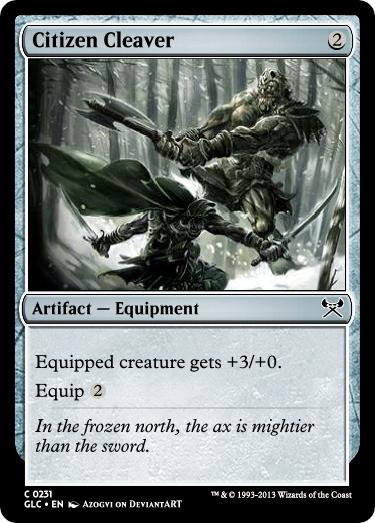 Citizen Cleaver 2
Artifact — Equipment
Equipped creature gets +3/+0.
Equip 2
In the frozen north, the ax is mightier
than the sword.
C 0231
GLC • EN Azogvi on DeviantART
™ & © 1993-2013 Wizards of the Coast